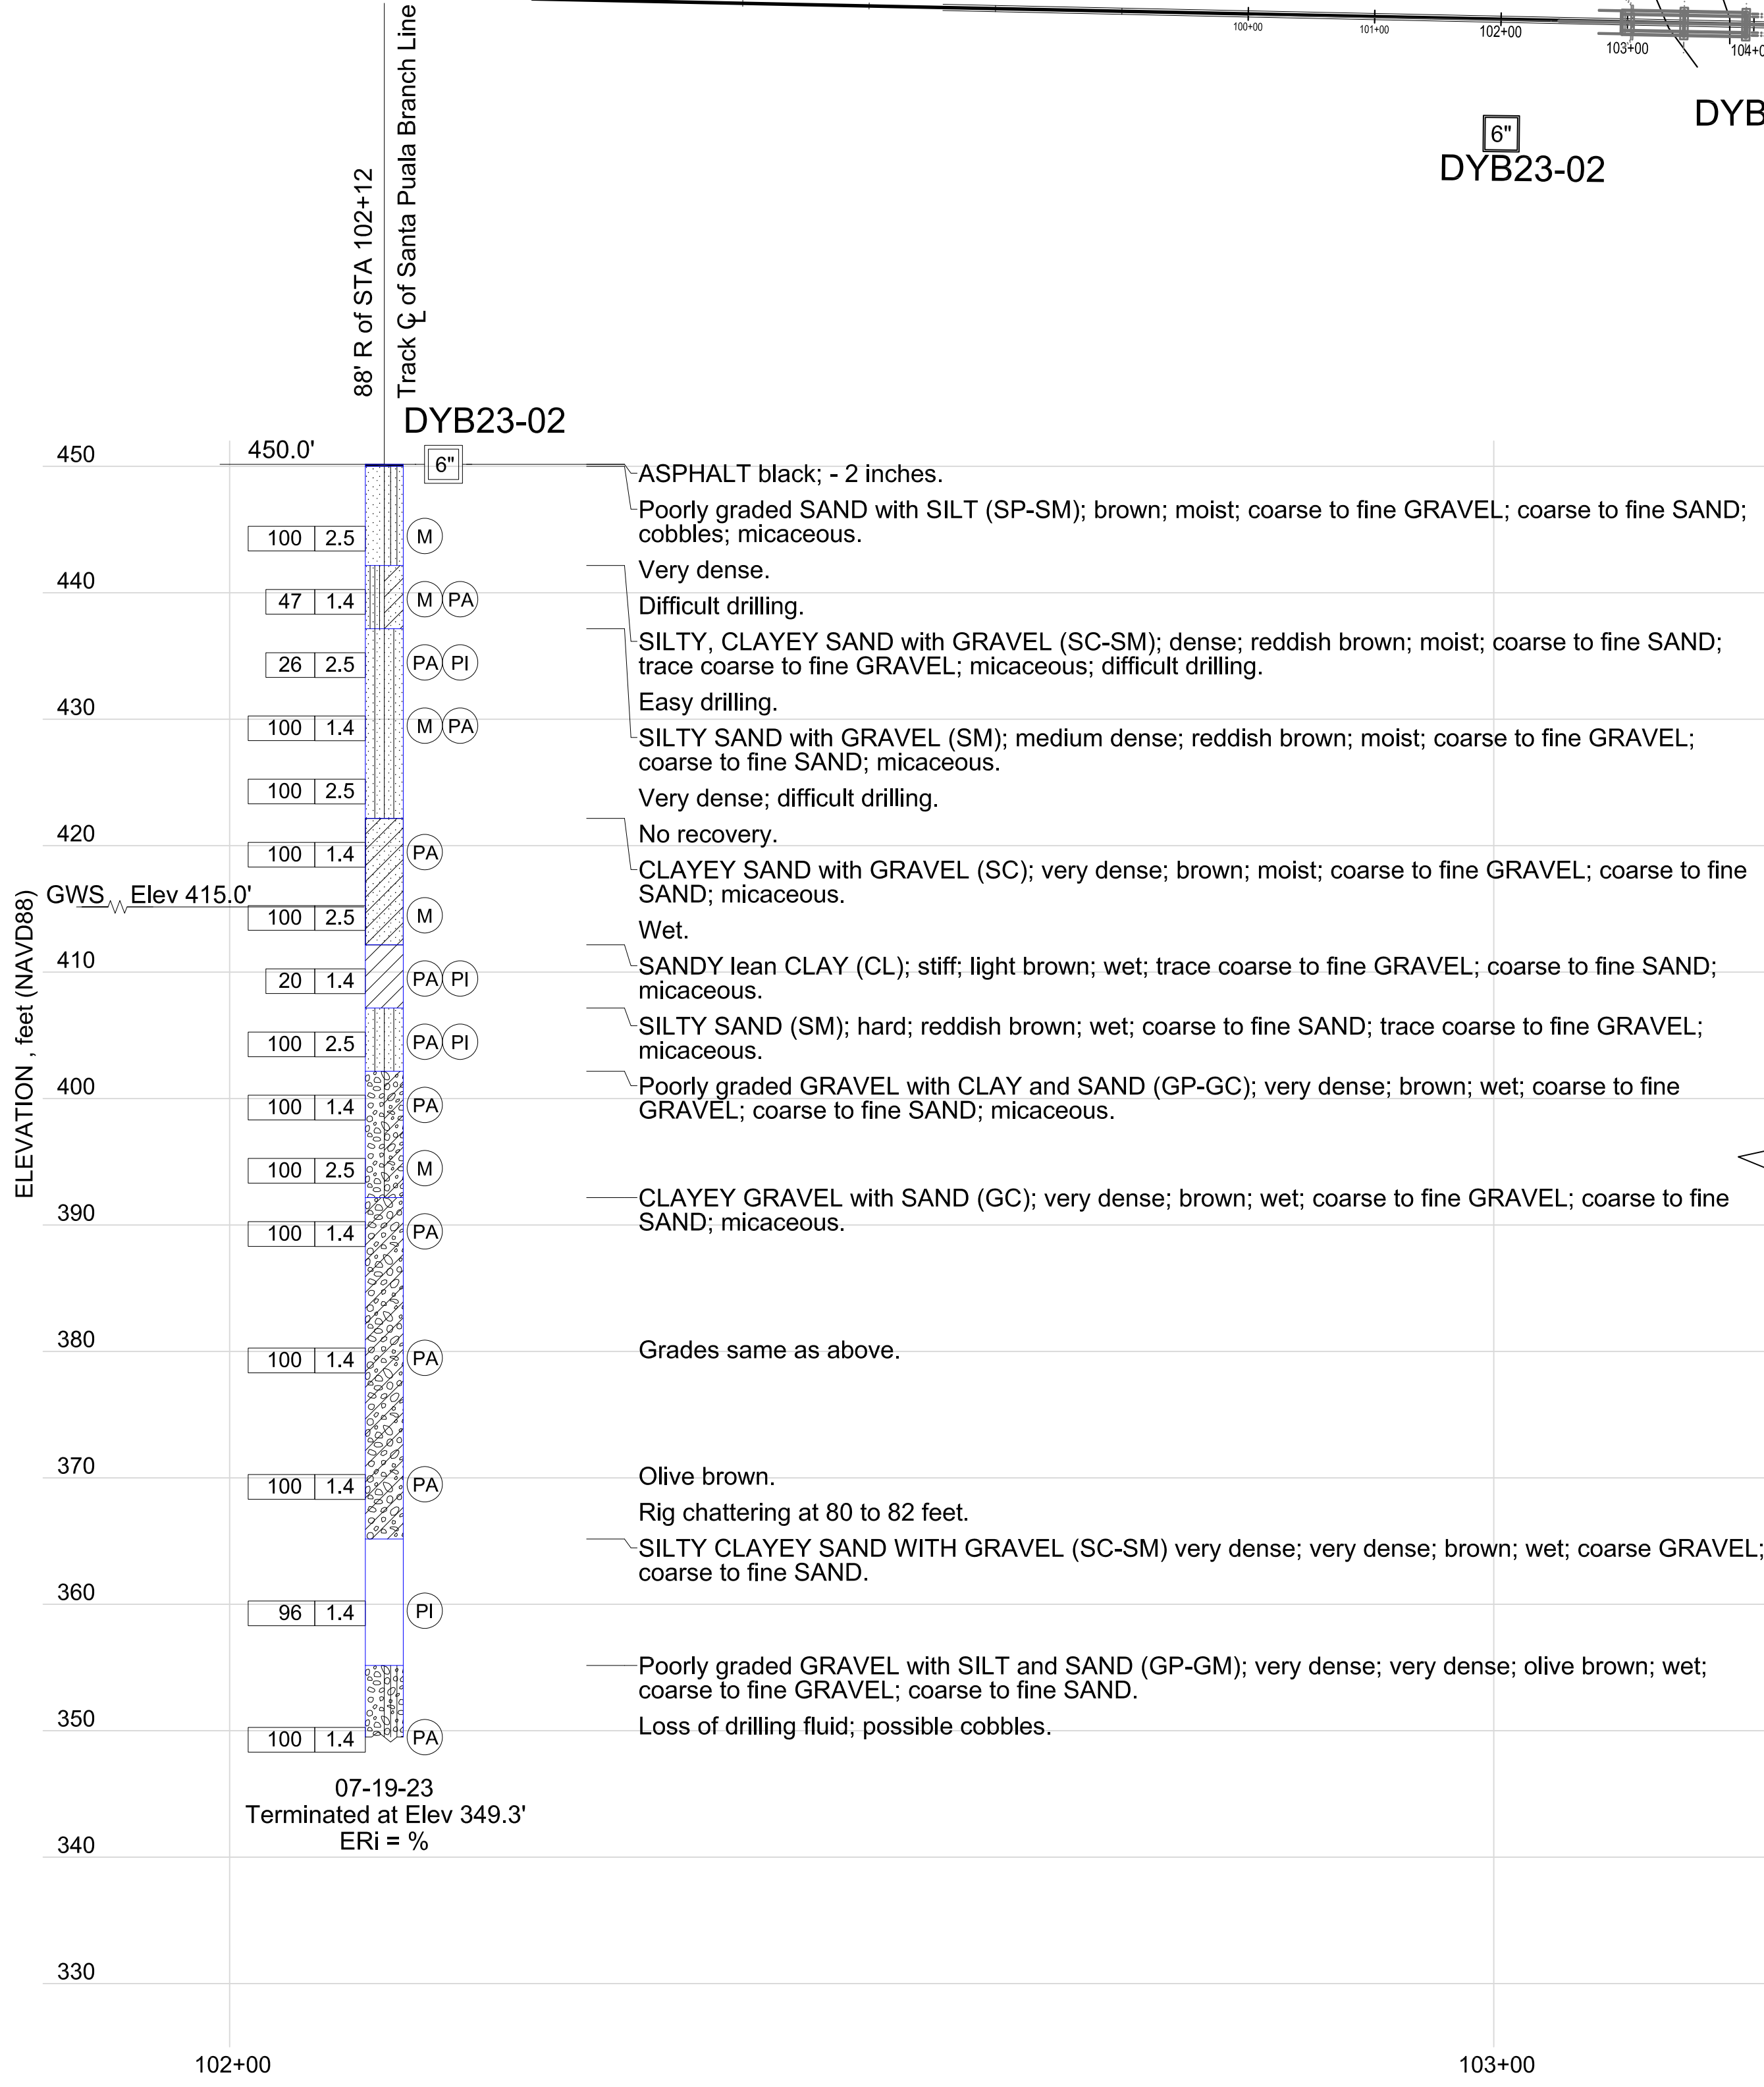 100+00
101+00
102+00
103+00
DYB
6"
DYB23-02
88' R of STA 102+12
Track ℄ of Santa Puala Branch Line
DYB23-02
450.0'
6"
450
440
430
420
410
400
390
380
370
360
350
340
330
ELEVATION , feet (NAVD88)
GWS Elev 415.0'
100 2.5 M
47 1.4 M PA
26 2.5 PA PI
100 1.4 M PA
100 2.5
100 1.4 PA
100 2.5 M
20 1.4 PA PI
100 2.5 PA PI
100 1.4 PA
100 2.5 M
100 1.4 PA
100 1.4 PA
100 1.4 PA
96 1.4 PI
100 1.4 PA
ASPHALT black; - 2 inches.
Poorly graded SAND with SILT (SP-SM); brown; moist; coarse to fine GRAVEL; coarse to fine SAND;
cobbles; micaceous.
Very dense.
Difficult drilling.
SILTY, CLAYEY SAND with GRAVEL (SC-SM); dense; reddish brown; moist; coarse to fine SAND;
trace coarse to fine GRAVEL; micaceous; difficult drilling.
Easy drilling.
SILTY SAND with GRAVEL (SM); medium dense; reddish brown; moist; coarse to fine GRAVEL;
coarse to fine SAND; micaceous.
Very dense; difficult drilling.
No recovery.
CLAYEY SAND with GRAVEL (SC); very dense; brown; moist; coarse to fine GRAVEL; coarse to fine
SAND; micaceous.
Wet.
SANDY lean CLAY (CL); stiff; light brown; wet; trace coarse to fine GRAVEL; coarse to fine SAND;
micaceous.
SILTY SAND (SM); hard; reddish brown; wet; coarse to fine SAND; trace coarse to fine GRAVEL;
micaceous.
Poorly graded GRAVEL with CLAY and SAND (GP-GC); very dense; brown; wet; coarse to fine
GRAVEL; coarse to fine SAND; micaceous.
CLAYEY GRAVEL with SAND (GC); very dense; brown; wet; coarse to fine GRAVEL; coarse to fine
SAND; micaceous.
Grades same as above.
Olive brown.
Rig chattering at 80 to 82 feet.
SILTY CLAYEY SAND WITH GRAVEL (SC-SM) very dense; very dense; brown; wet; coarse GRAVEL;
coarse to fine SAND.
Poorly graded GRAVEL with SILT and SAND (GP-GM); very dense; very dense; olive brown; wet;
coarse to fine GRAVEL; coarse to fine SAND.
Loss of drilling fluid; possible cobbles.
07-19-23
Terminated at Elev 349.3'
ERi = %
102+00
103+00